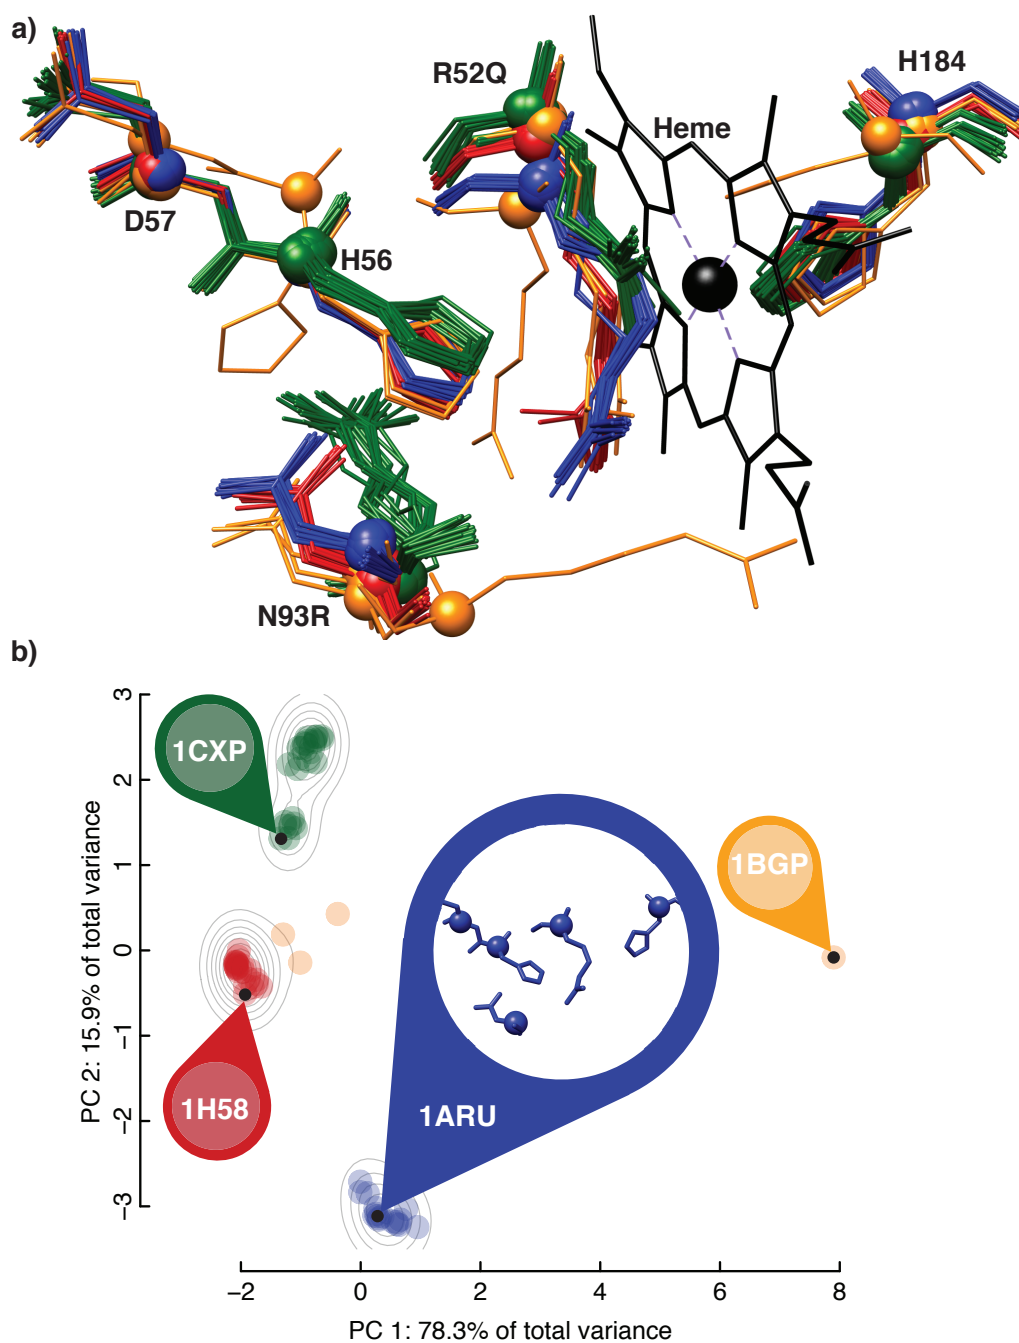 a)
R52Q
H184
Heme
D57
H56
N93R
b)
PC 2: 15.9% of total variance
3
2
1
0
−1
−2
−3
1CXP
1BGP
1H58
1ARU
−2 0 2 4 6 8
PC 1: 78.3% of total variance